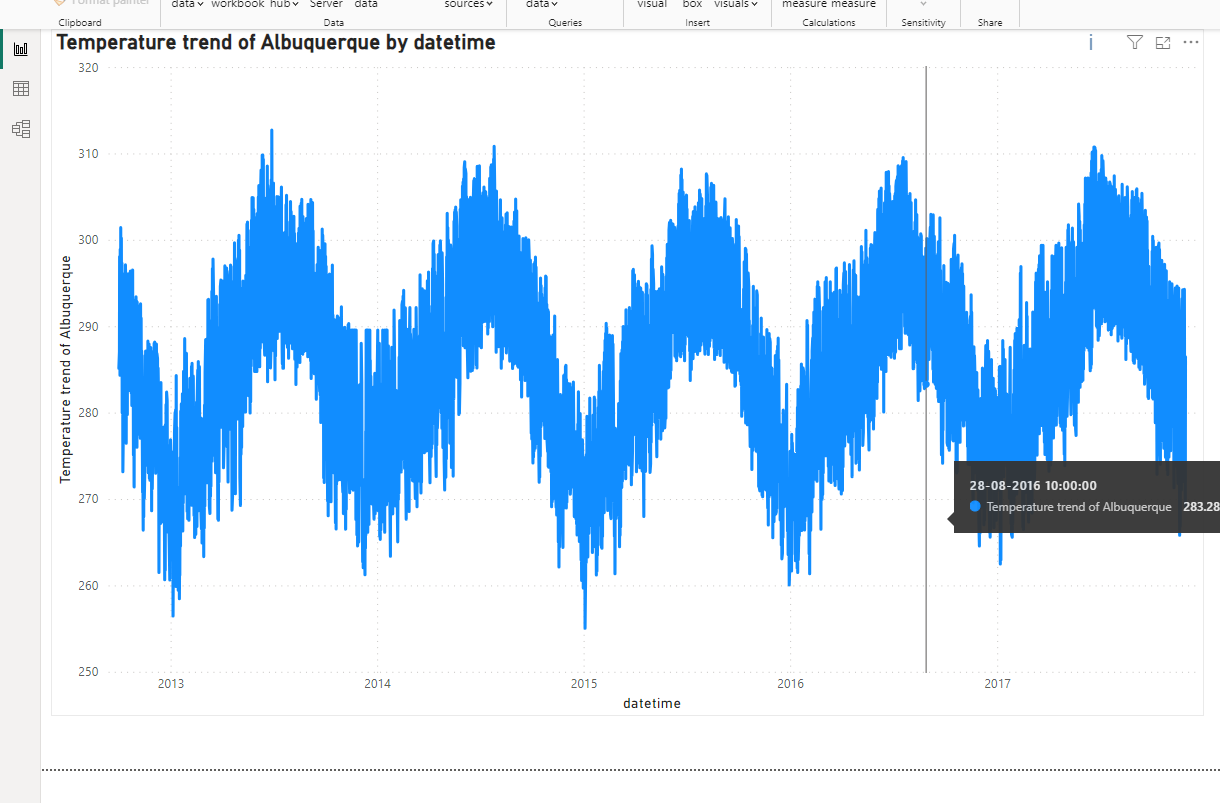 Format painter
data workbook hub Server data sources data visual box visuals measure measure
Clipboard Data Queries Insert Calculations Sensitivity Share
Temperature trend of Albuquerque by datetime
320
310
300
290
280
270
260
250
Temperature trend of Albuquerque
28-08-2016 10:00:00
Temperature trend of Albuquerque 283.28
2013 2014 2015 2016 2017
datetime